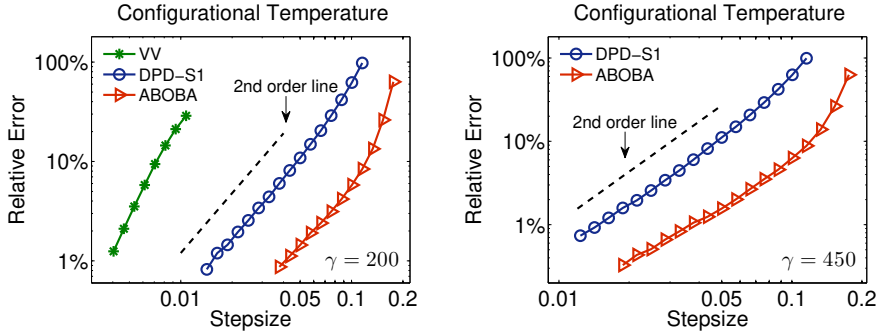 Configurational Temperature
VV
DPD−S1
ABOBA
2nd order line
100%
10%
1%
Relative Error
0.01
0.05
0.1
0.2
Stepsize
γ = 200
Configurational Temperature
DPD−S1
ABOBA
2nd order line
100%
10%
1%
Relative Error
0.01
0.05
0.1
0.2
Stepsize
γ = 450